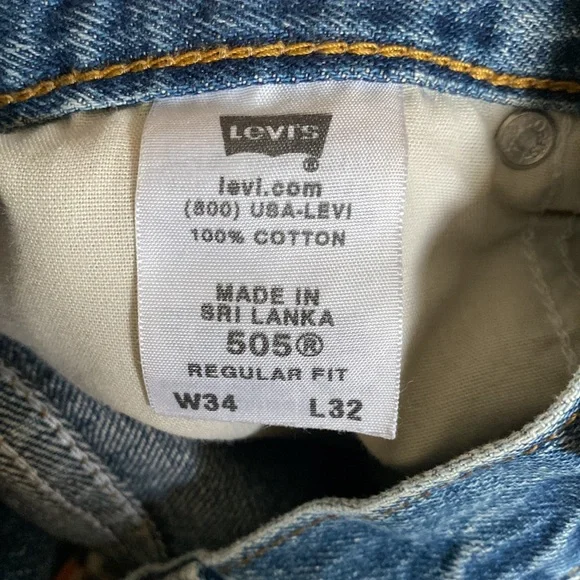 Levi's
®
levi.com
(800) USA-LEVI
100% COTTON
MADE IN
SRI LANKA
505®
REGULAR FIT
W34 L32